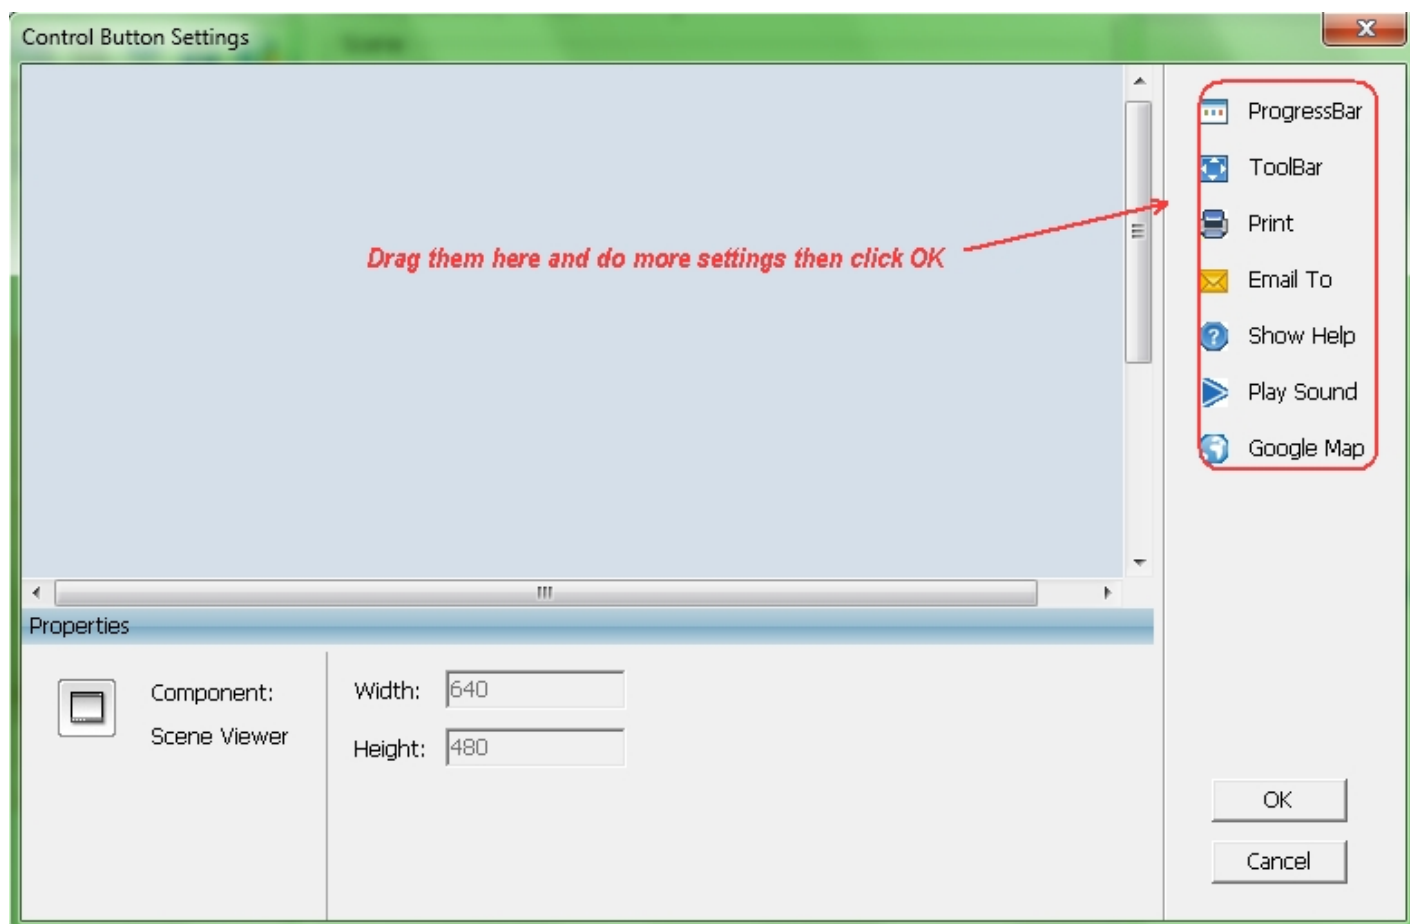 Control Button Settings
ProgressBar
ToolBar
Print
Drag them here and do more settings then click OK
Email To
Show Help
Play Sound
Google Map
Properties
Component:
Scene Viewer
Width: 640
Height: 480
OK
Cancel